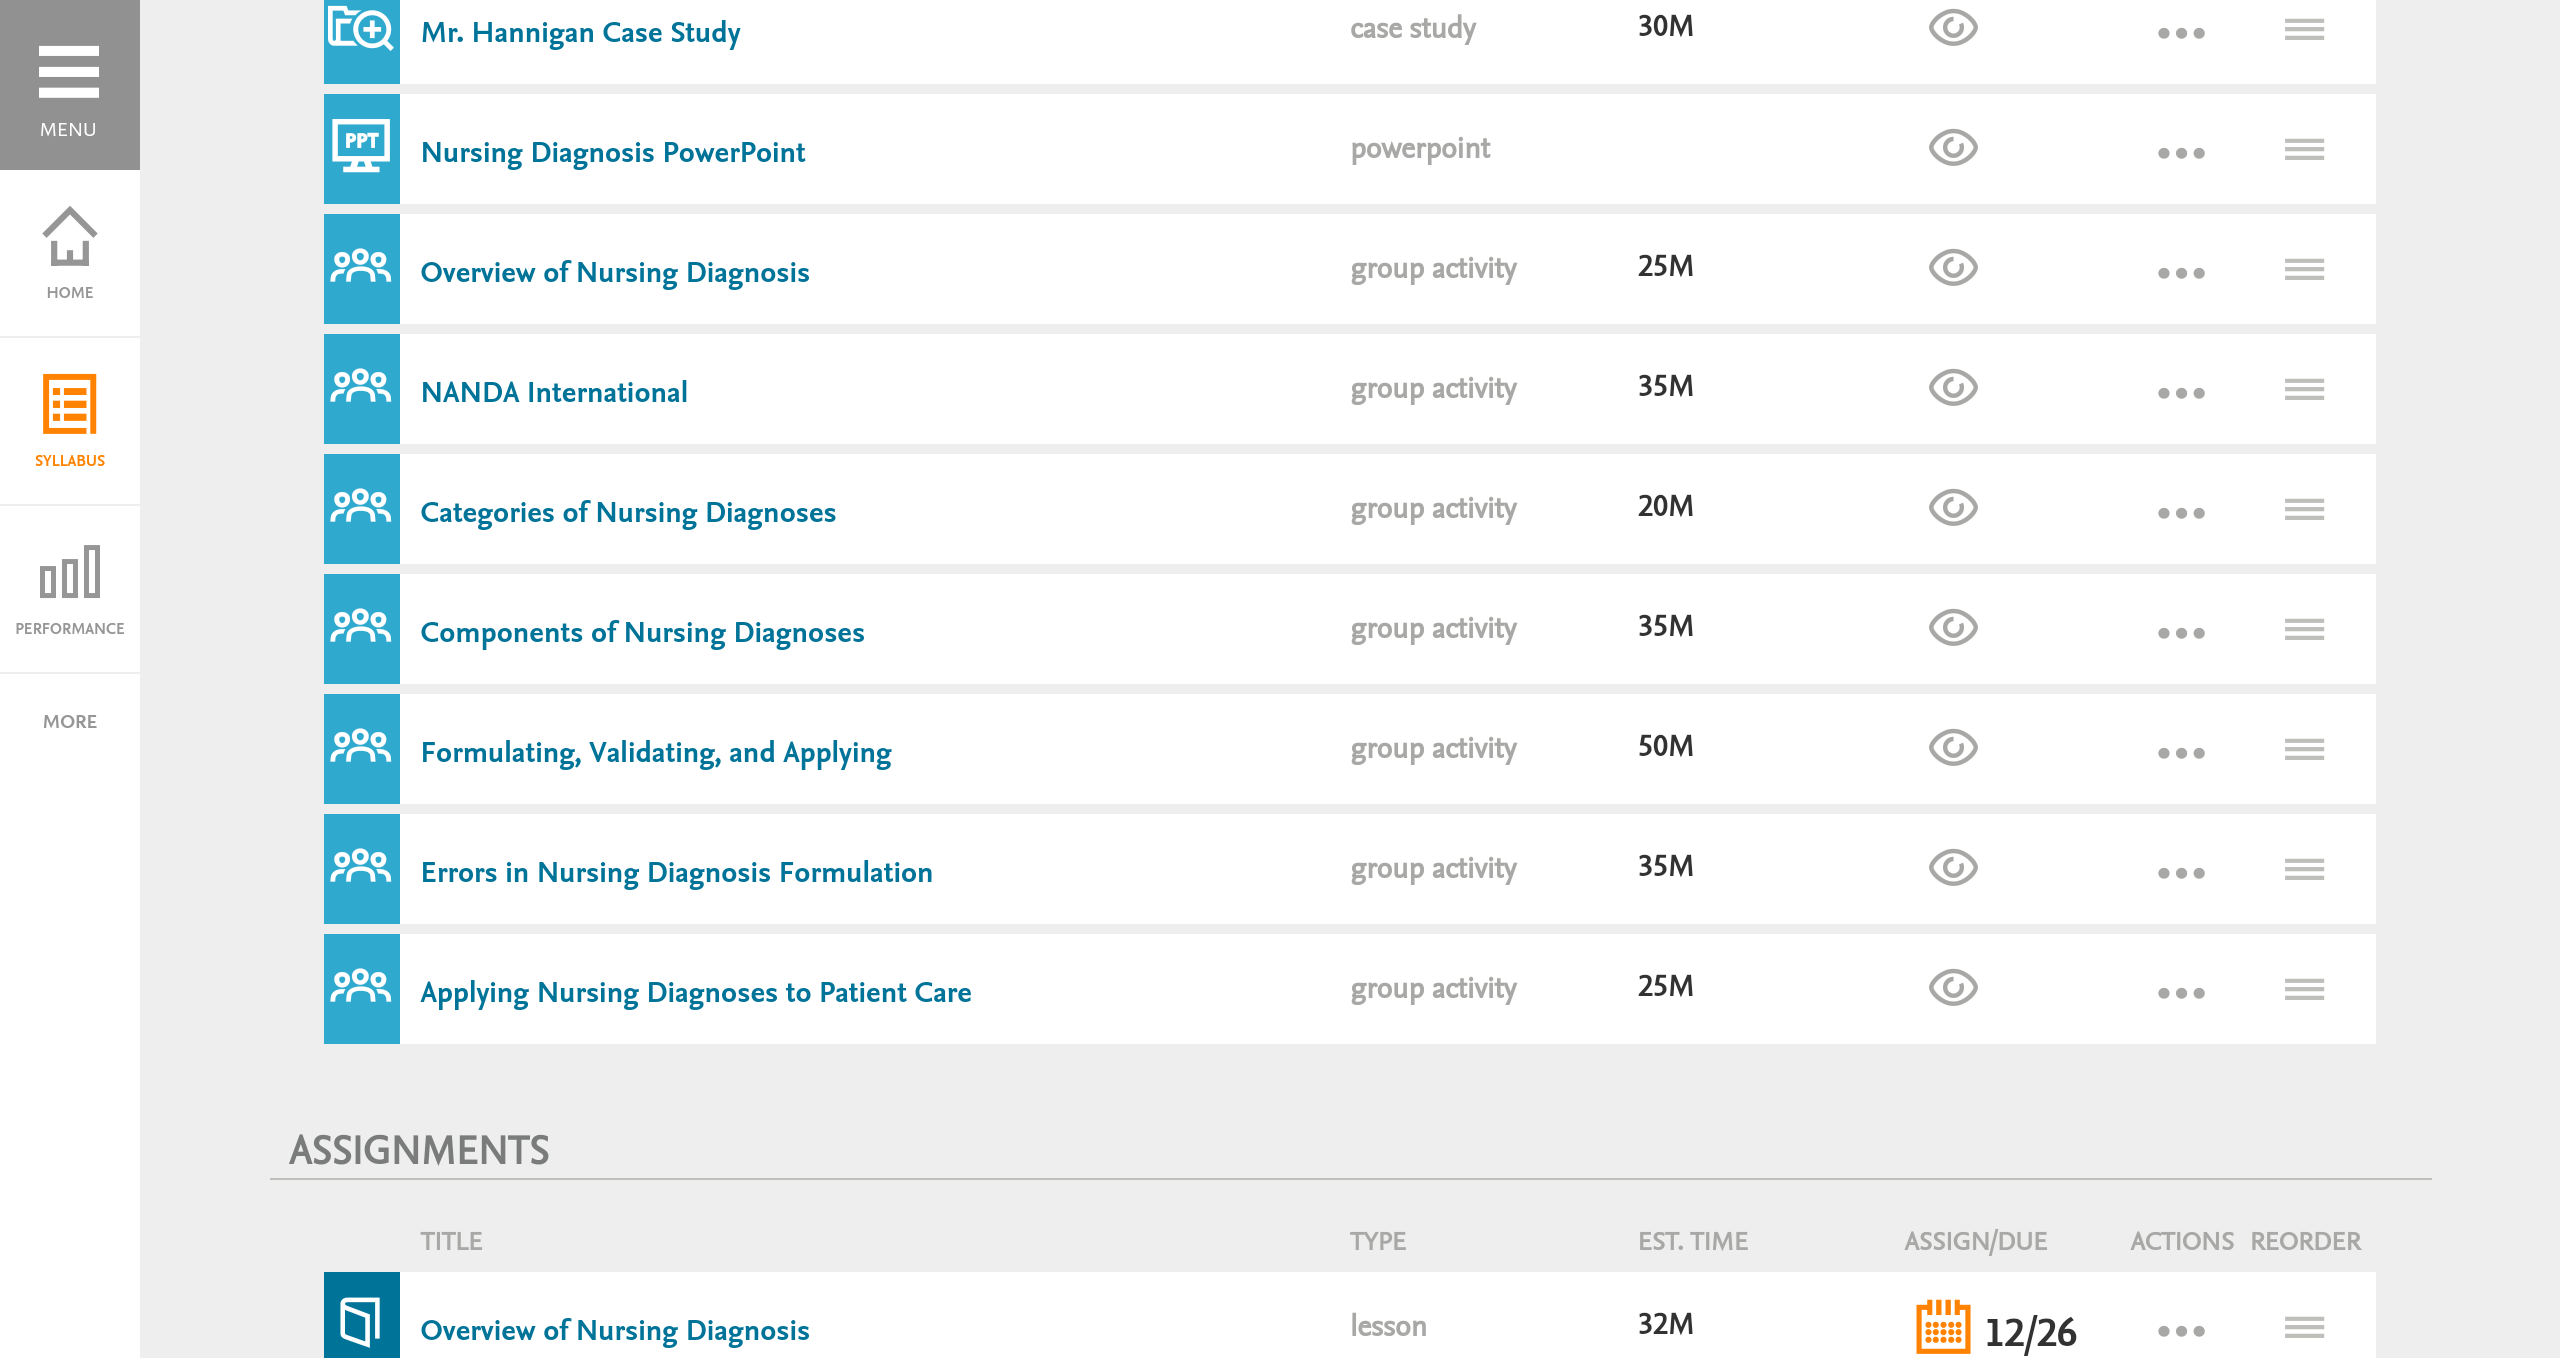 MENU
HOME
SYLLABUS
PERFORMANCE
MORE
Mr. Hannigan Case Study case study 30M
PPT Nursing Diagnosis PowerPoint powerpoint
Overview of Nursing Diagnosis group activity 25M
NANDA International group activity 35M
Categories of Nursing Diagnoses group activity 20M
Components of Nursing Diagnoses group activity 35M
Formulating, Validating, and Applying group activity 50M
Errors in Nursing Diagnosis Formulation group activity 35M
Applying Nursing Diagnoses to Patient Care group activity 25M
ASSIGNMENTS
TITLE TYPE EST. TIME ASSIGN/DUE ACTIONS REORDER
Overview of Nursing Diagnosis lesson 32M 12/26